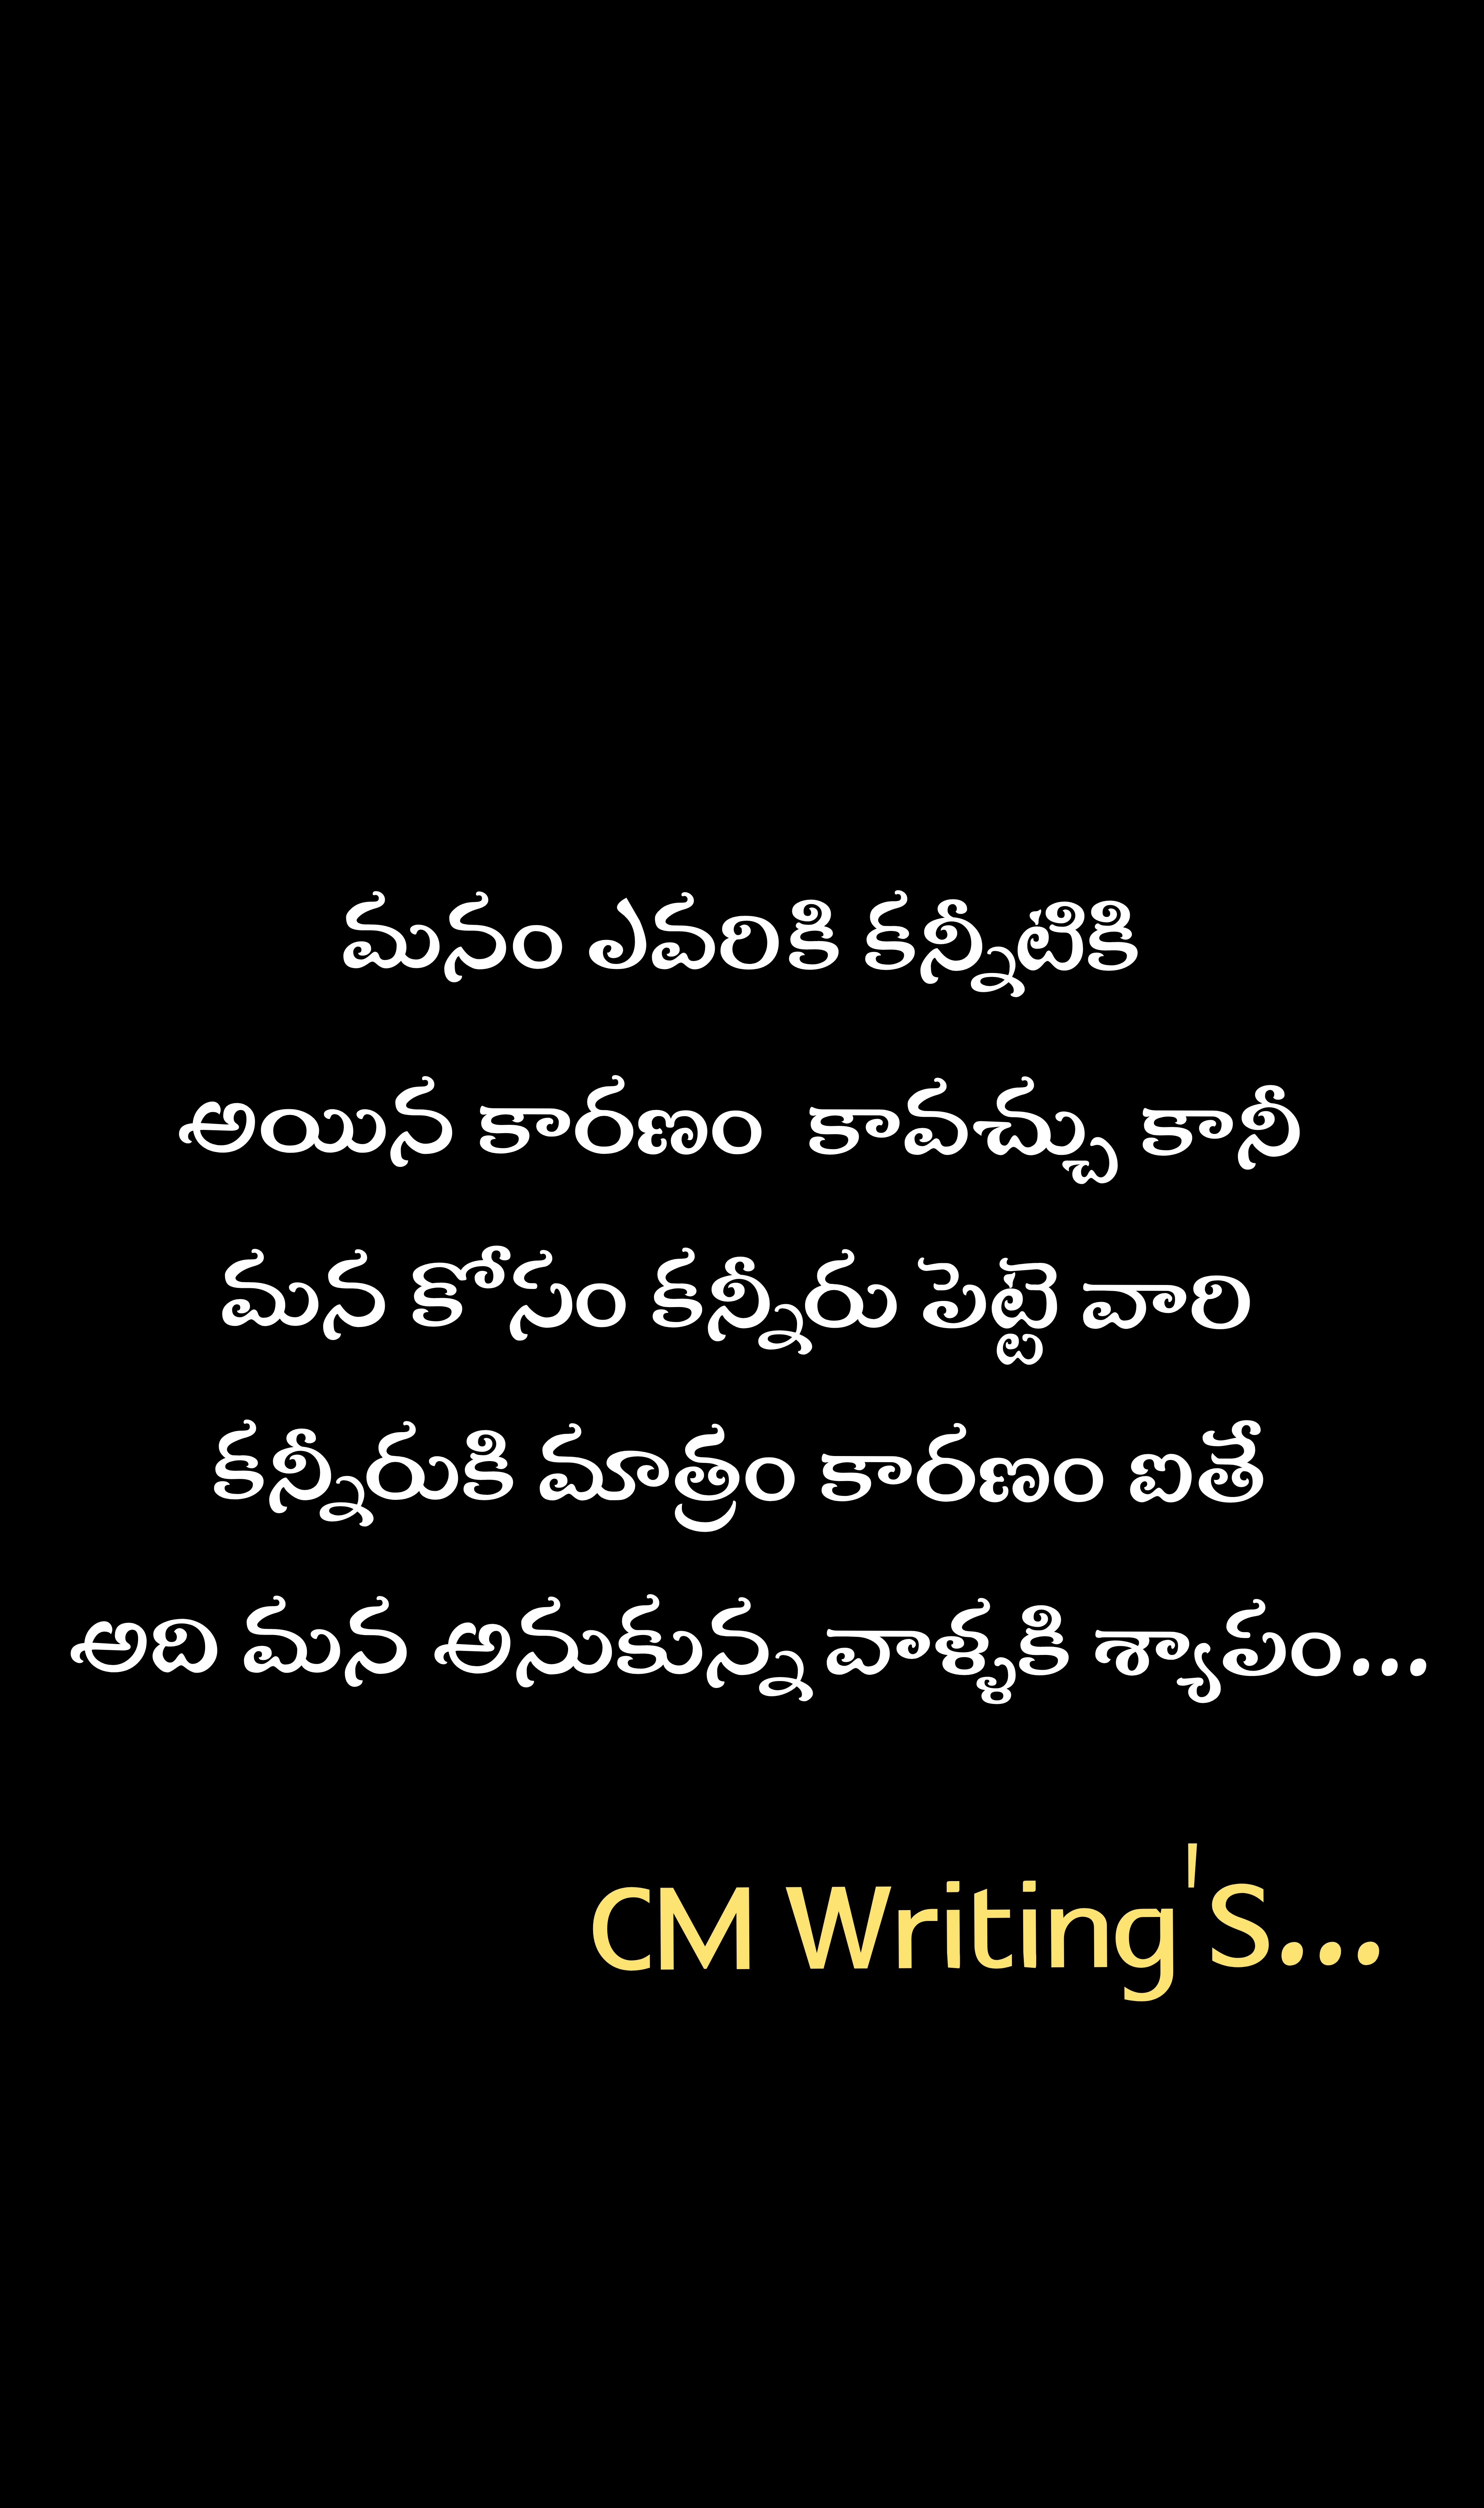 మనం ఎవరికి కన్నీటికి
అయిన కారణం కావచ్చు కానీ
మన కోసం కన్నీరు పెట్టె వారి
కన్నీరుకి మాత్రం కారణం ఐతే
అది మన అనుకున్న వాళ్ళకి శాపం...
CM Writing'S...